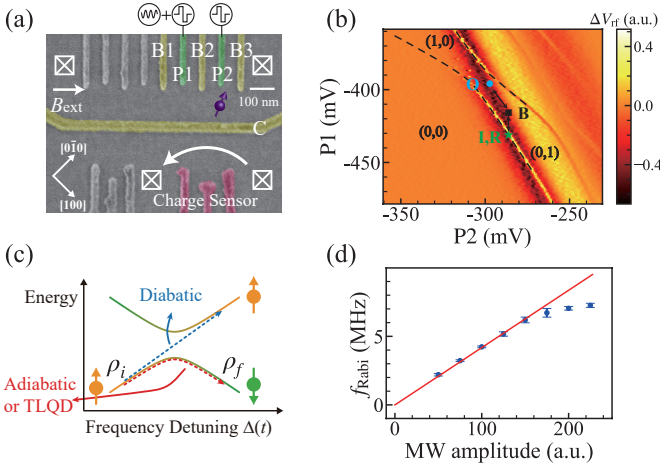 (a)
+
B1 B2 B3
P1 P2
B_ext
100 nm
C
[01̄0]
[100]
Charge Sensor
(b)
ΔV_rf (a.u.)
(1,0)
0.4
-400
O
B
0.0
P1 (mV)
(0,0)
I,R
(0,1)
-450
-0.4
-350 -300 -250
P2 (mV)
(c)
Energy
Diabatic
ρ_i
ρ_f
Adiabatic
or TLQD
Frequency Detuning Δ(t)
(d)
f_Rabi (MHz)
5
0
0 50 100 150 200
MW amplitude (a.u.)